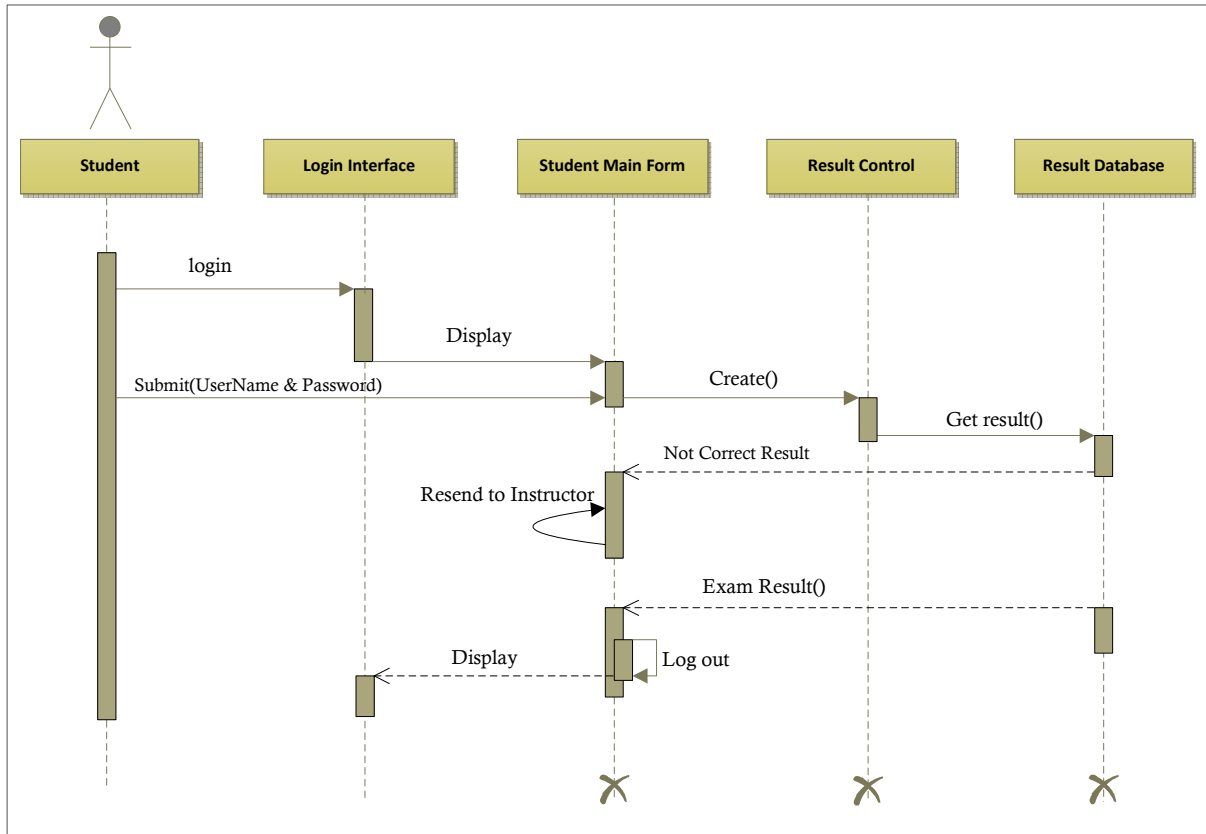 Student
Login Interface
Student Main Form
Result Control
Result Database
login
Display
Submit(UserName & Password)
Create()
Get result()
Not Correct Result
Resend to Instructor
Exam Result()
Display
Log out